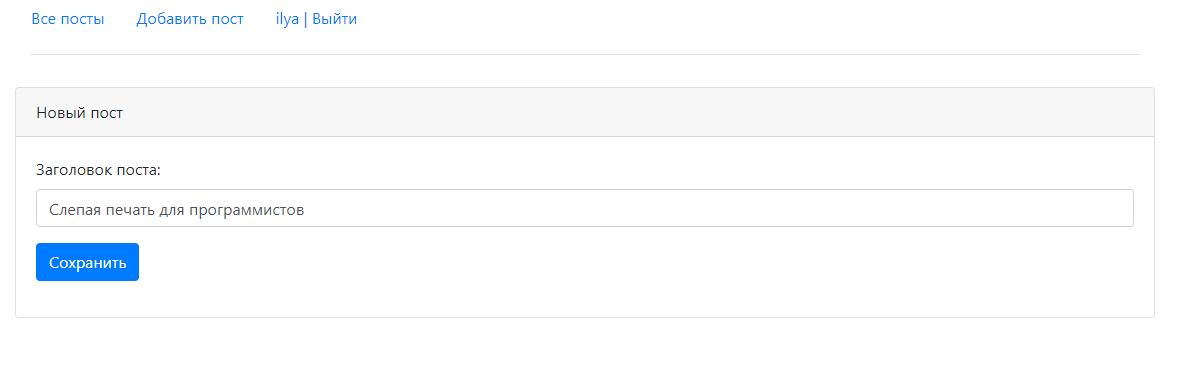 Все посты Добавить пост ilya | Выйти
Новый пост
Заголовок поста:
Слепая печать для программистов
Сохранить